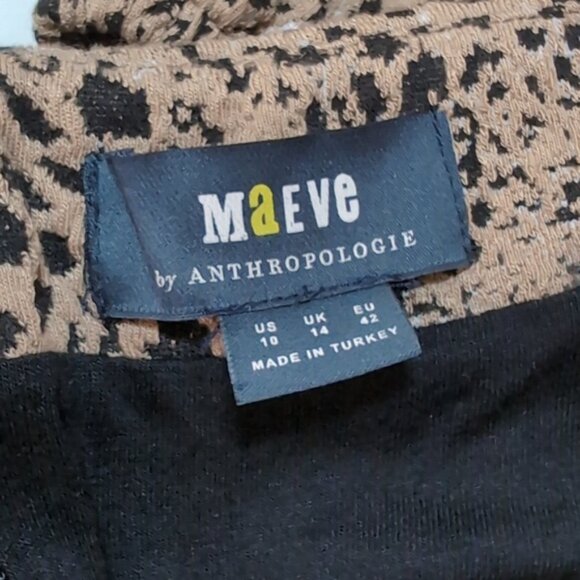 MaEVe
by ANTHROPOLOGIE
US UK EU
10 14 42
MADE IN TURKEY